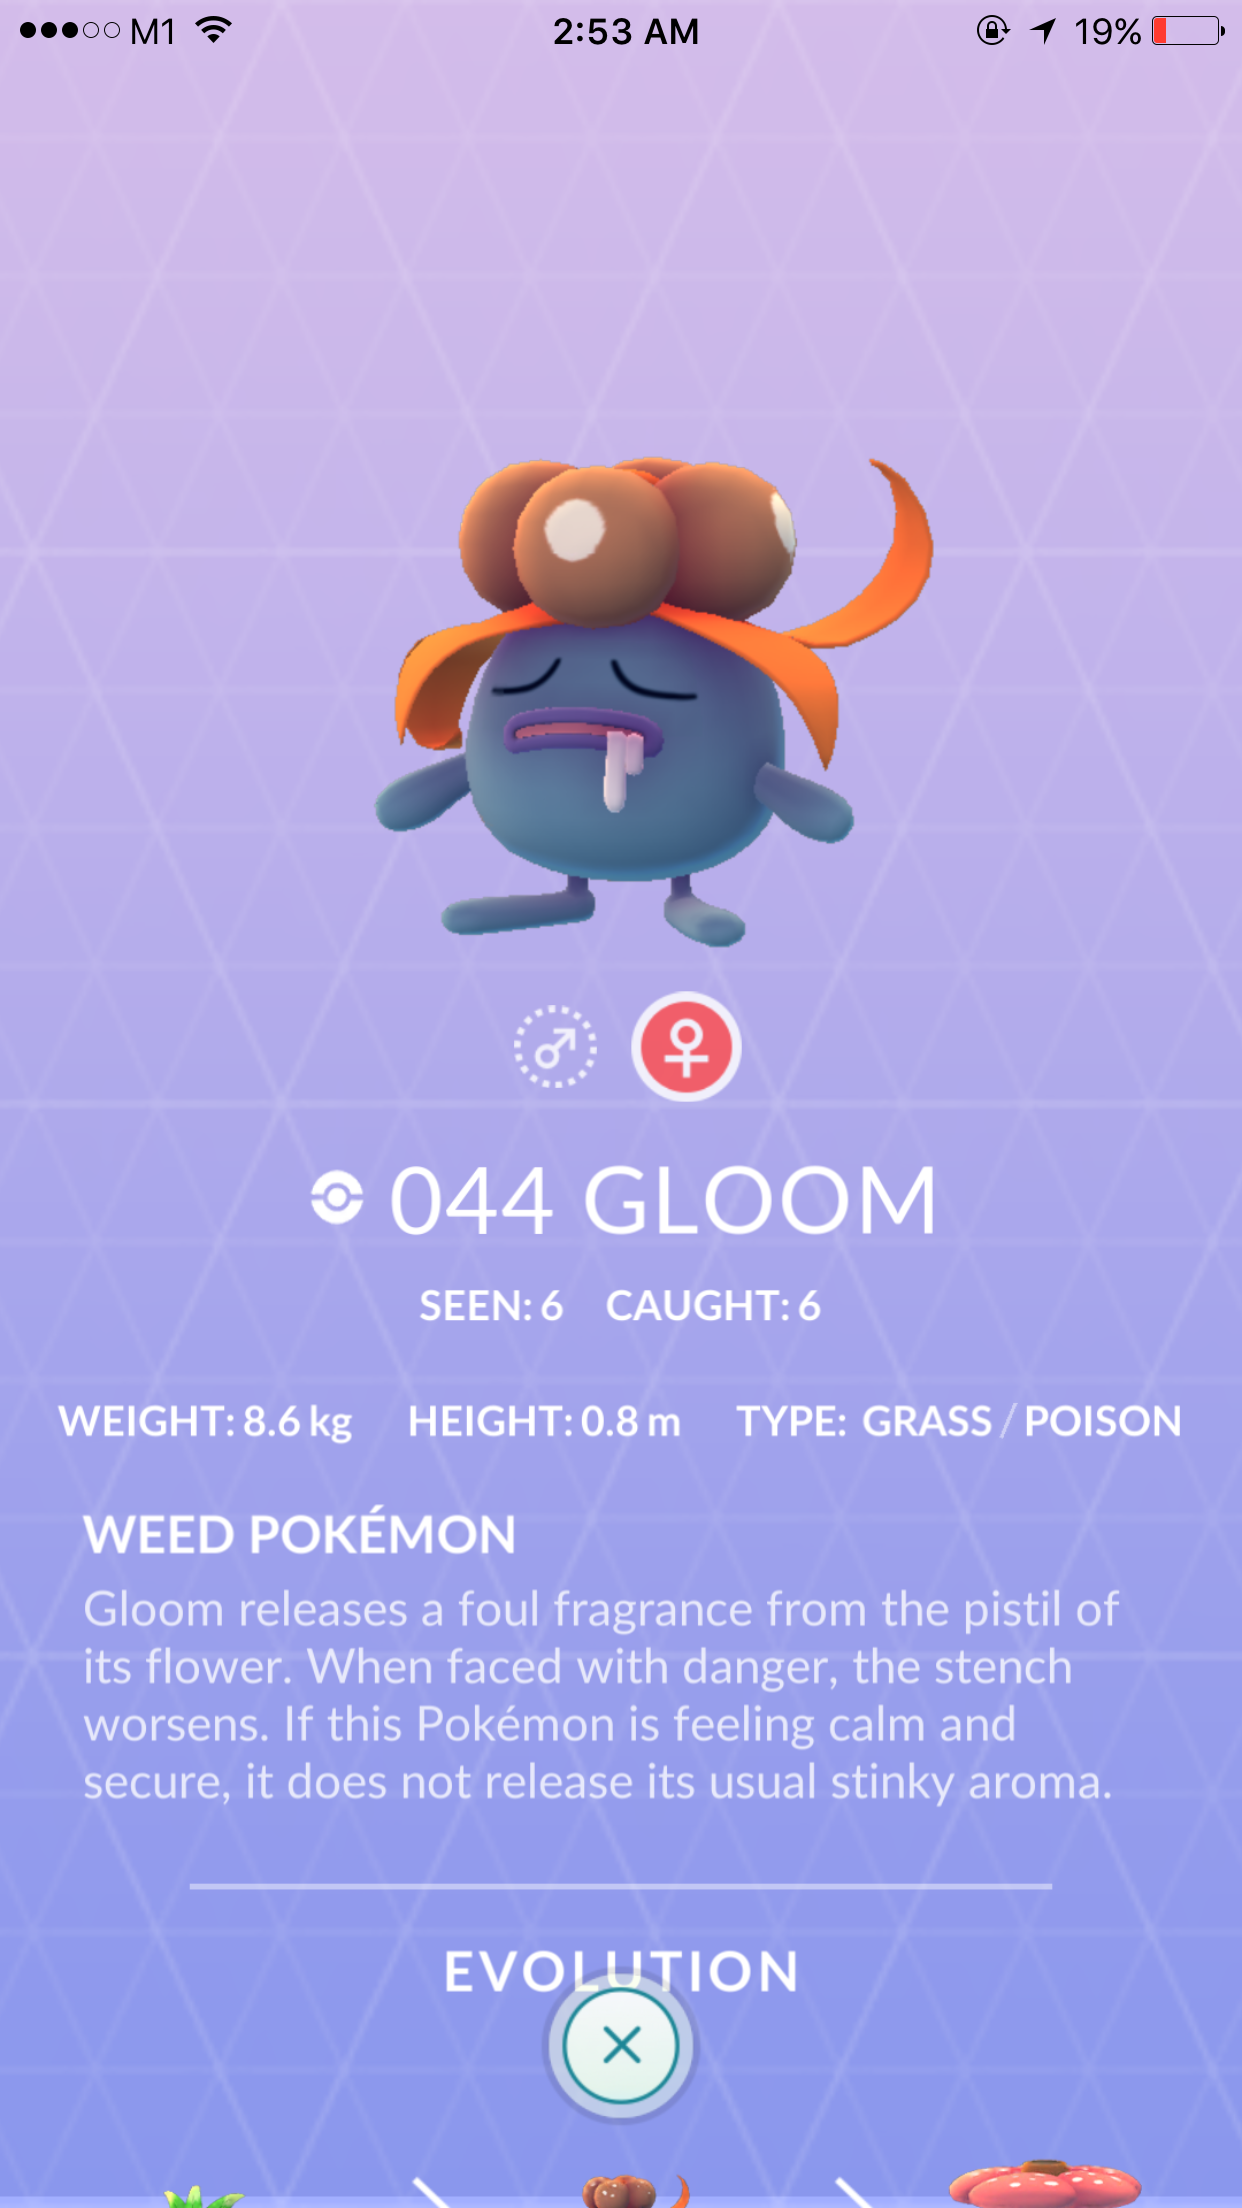 M1 2:53 AM 19%
044 GLOOM
SEEN: 6 CAUGHT: 6
WEIGHT: 8.6 kg HEIGHT: 0.8 m TYPE: GRASS / POISON
WEED POKÉMON
Gloom releases a foul fragrance from the pistil of
its flower. When faced with danger, the stench
worsens. If this Pokémon is feeling calm and
secure, it does not release its usual stinky aroma.
EVOLUTION